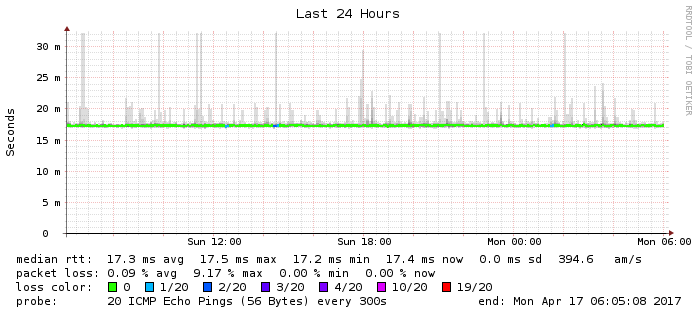 Last 24 Hours
RRDTOOL / TOBI OETIKER
Seconds
30 m
25 m
20 m
15 m
10 m
5 m
0
Sun 12:00 Sun 18:00 Mon 00:00 Mon 06:00
median rtt: 17.3 ms avg 17.5 ms max 17.2 ms min 17.4 ms now 0.0 ms sd 394.6 am/s
packet loss: 0.09 % avg 9.17 % max 0.00 % min 0.00 % now
loss color: 0 1/20 2/20 3/20 4/20 10/20 19/20
probe: 20 ICMP Echo Pings (56 Bytes) every 300s end: Mon Apr 17 06:05:08 2017